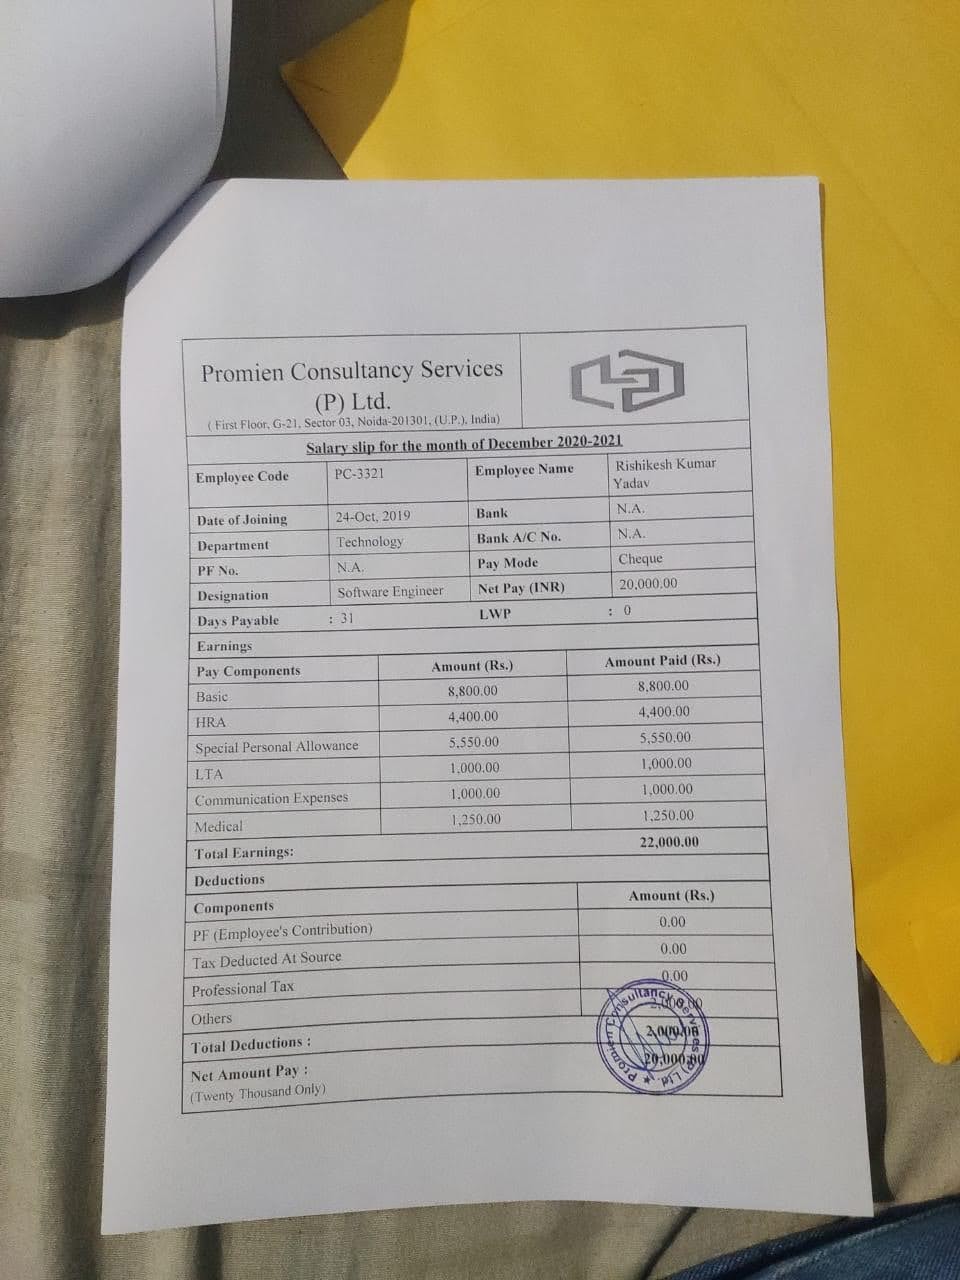 Promien Consultancy Services
(P) Ltd.
( First Floor, G-21, Sector 03, Noida-201301, (U.P.), India)
Salary slip for the month of December 2020-2021
Employee Code PC-3321 Employee Name Rishikesh Kumar
Yadav
Date of Joining 24-Oct, 2019 Bank N.A.
Department Technology Bank A/C No. N.A.
PF No. N.A. Pay Mode Cheque
Designation Software Engineer Net Pay (INR) 20,000.00
Days Payable : 31 LWP : 0
Earnings
Pay Components Amount (Rs.) Amount Paid (Rs.)
Basic 8,800.00 8,800.00
HRA 4,400.00 4,400.00
Special Personal Allowance 5,550.00 5,550.00
LTA 1,000.00 1,000.00
Communication Expenses 1,000.00 1,000.00
Medical 1,250.00 1,250.00
Total Earnings: 22,000.00
Deductions
Components Amount (Rs.)
PF (Employee's Contribution) 0.00
Tax Deducted At Source 0.00
Professional Tax 0.00
Others 2,000.00
Total Deductions : 2,000.00
Net Amount Pay : 20,000.00
(Twenty Thousand Only)
Promien Consultancy Services (P) Ltd.